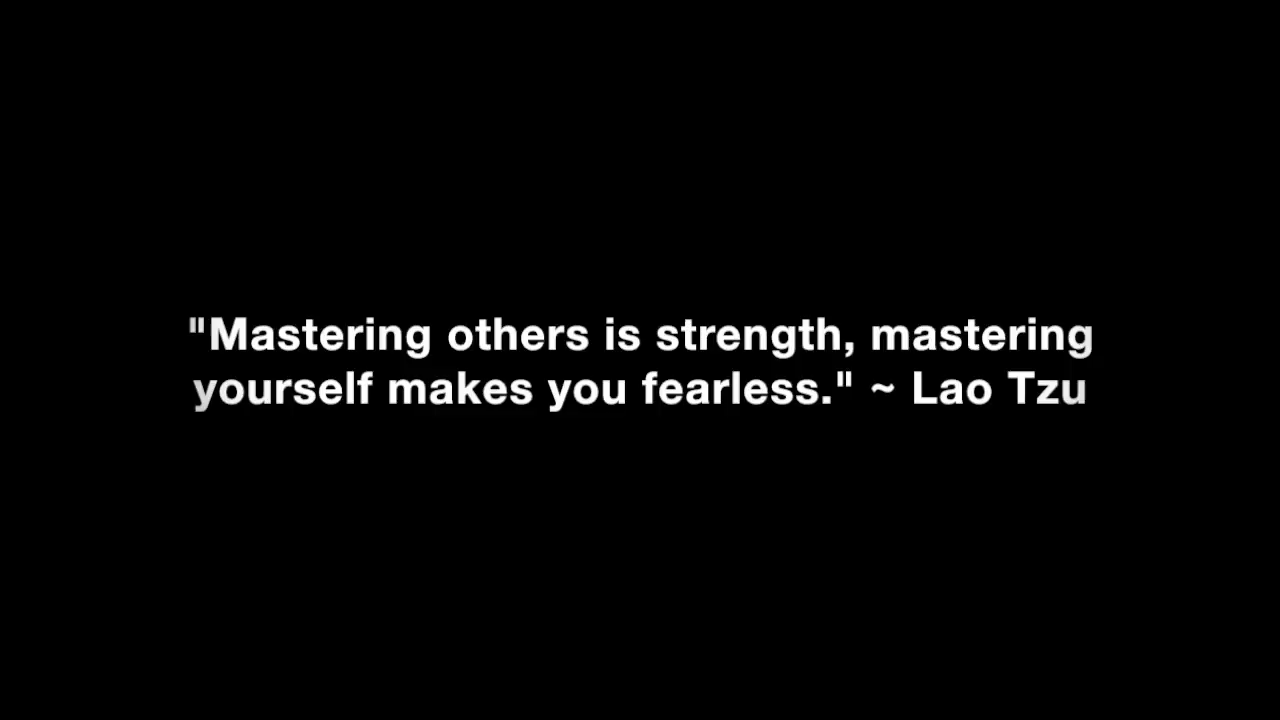 "Mastering others is strength, mastering
yourself makes you fearless." ~ Lao Tzu